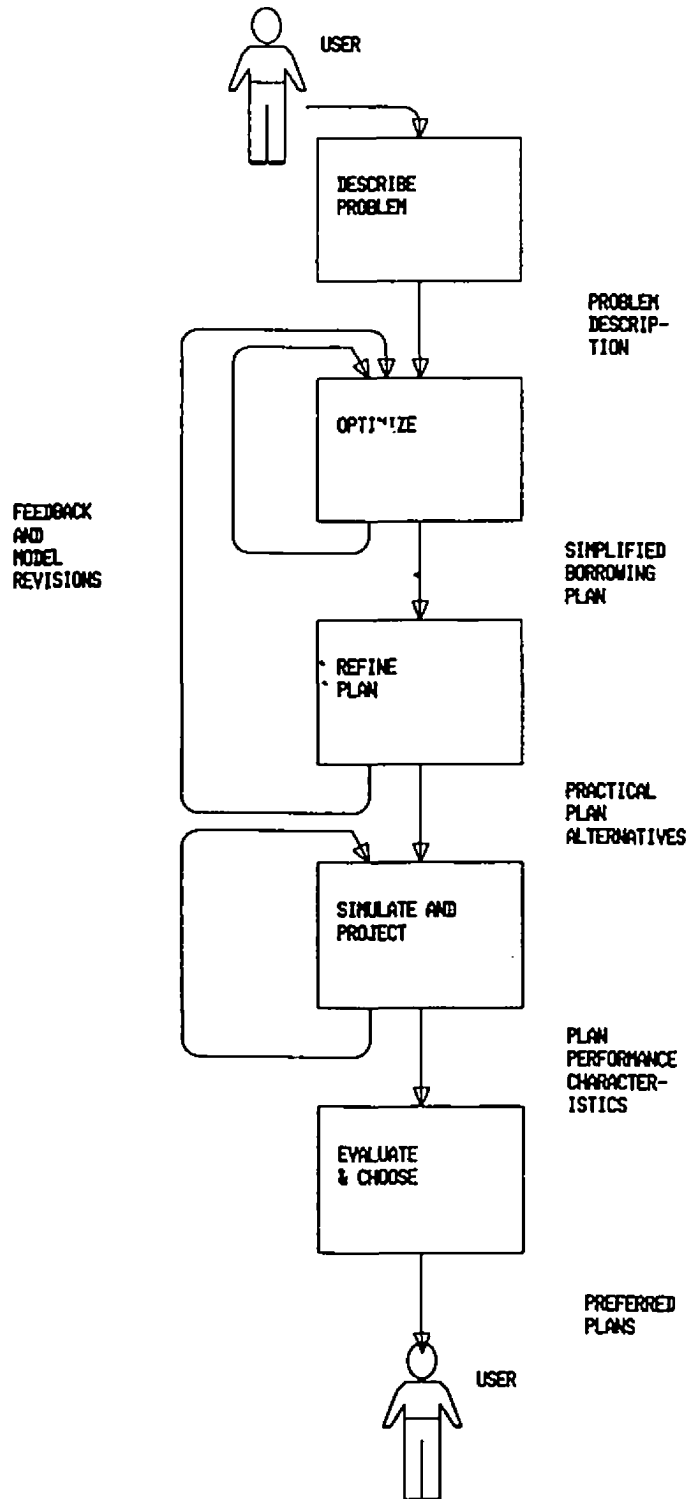 USER
DESCRIBE
PROBLEM
PROBLEM
DESCRIP-
TION
OPTIMIZE
FEEDBACK
AND
MODEL
REVISIONS
SIMPLIFIED
BORROWING
PLAN
REFINE
PLAN
PRACTICAL
PLAN
ALTERNATIVES
SIMULATE AND
PROJECT
PLAN
PERFORMANCE
CHARACTER-
ISTICS
EVALUATE
& CHOOSE
PREFERRED
PLANS
USER